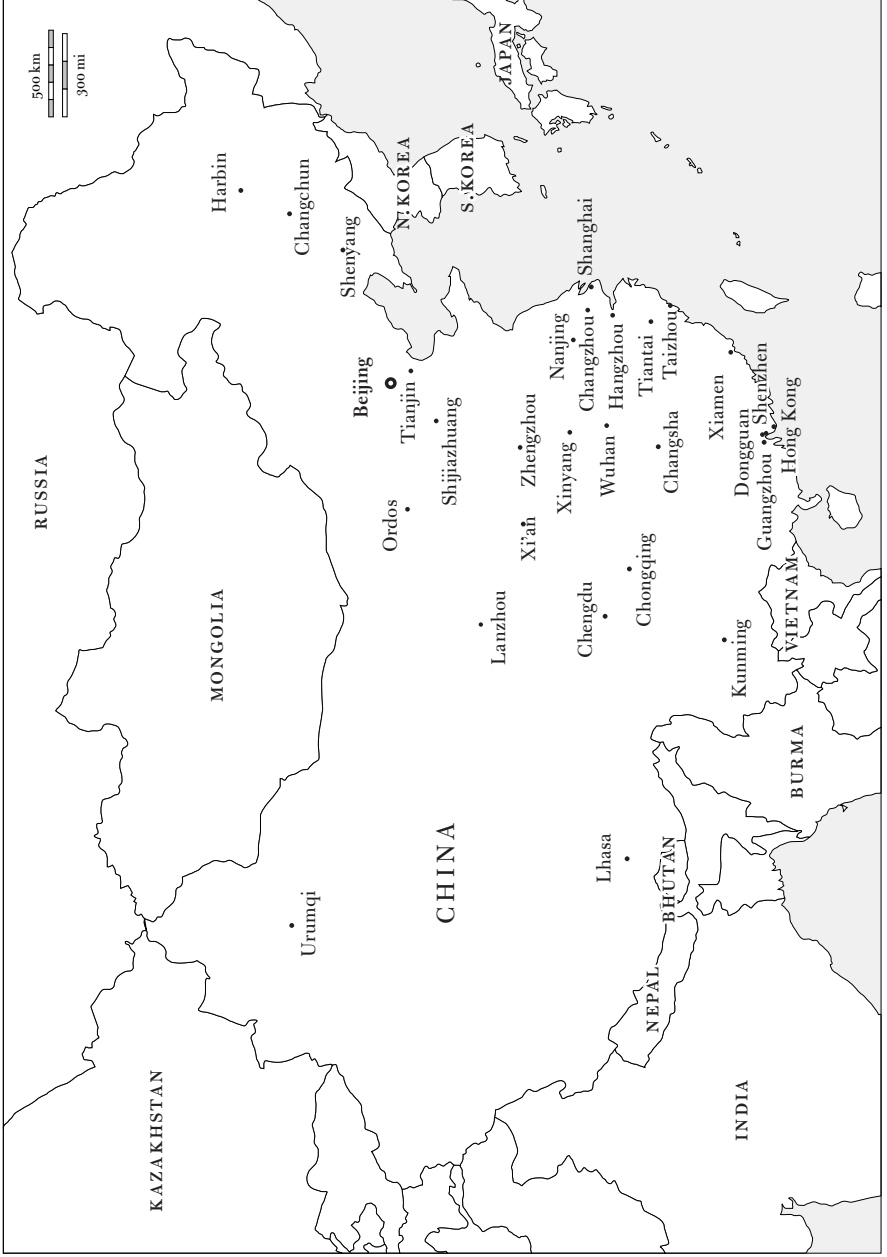 500 km
300 mi
RUSSIA
KAZAKHSTAN
MONGOLIA
Harbin
Changchun
Shenyang
N. KOREA
S. KOREA
JAPAN
Urumqi
Beijing
Tianjin
Ordos
Shijiazhuang
CHINA
Lanzhou
Xi’an
Zhengzhou
Nanjing
Changzhou
Shanghai
Xinyang
Hangzhou
Chengdu
Wuhan
Lhasa
Tiantai
Taizhou
Chongqing
Changsha
NEPAL
BHUTAN
Xiamen
Kunming
Dongguan
Shenzhen
Guangzhou
Hong Kong
INDIA
BURMA
VIETNAM